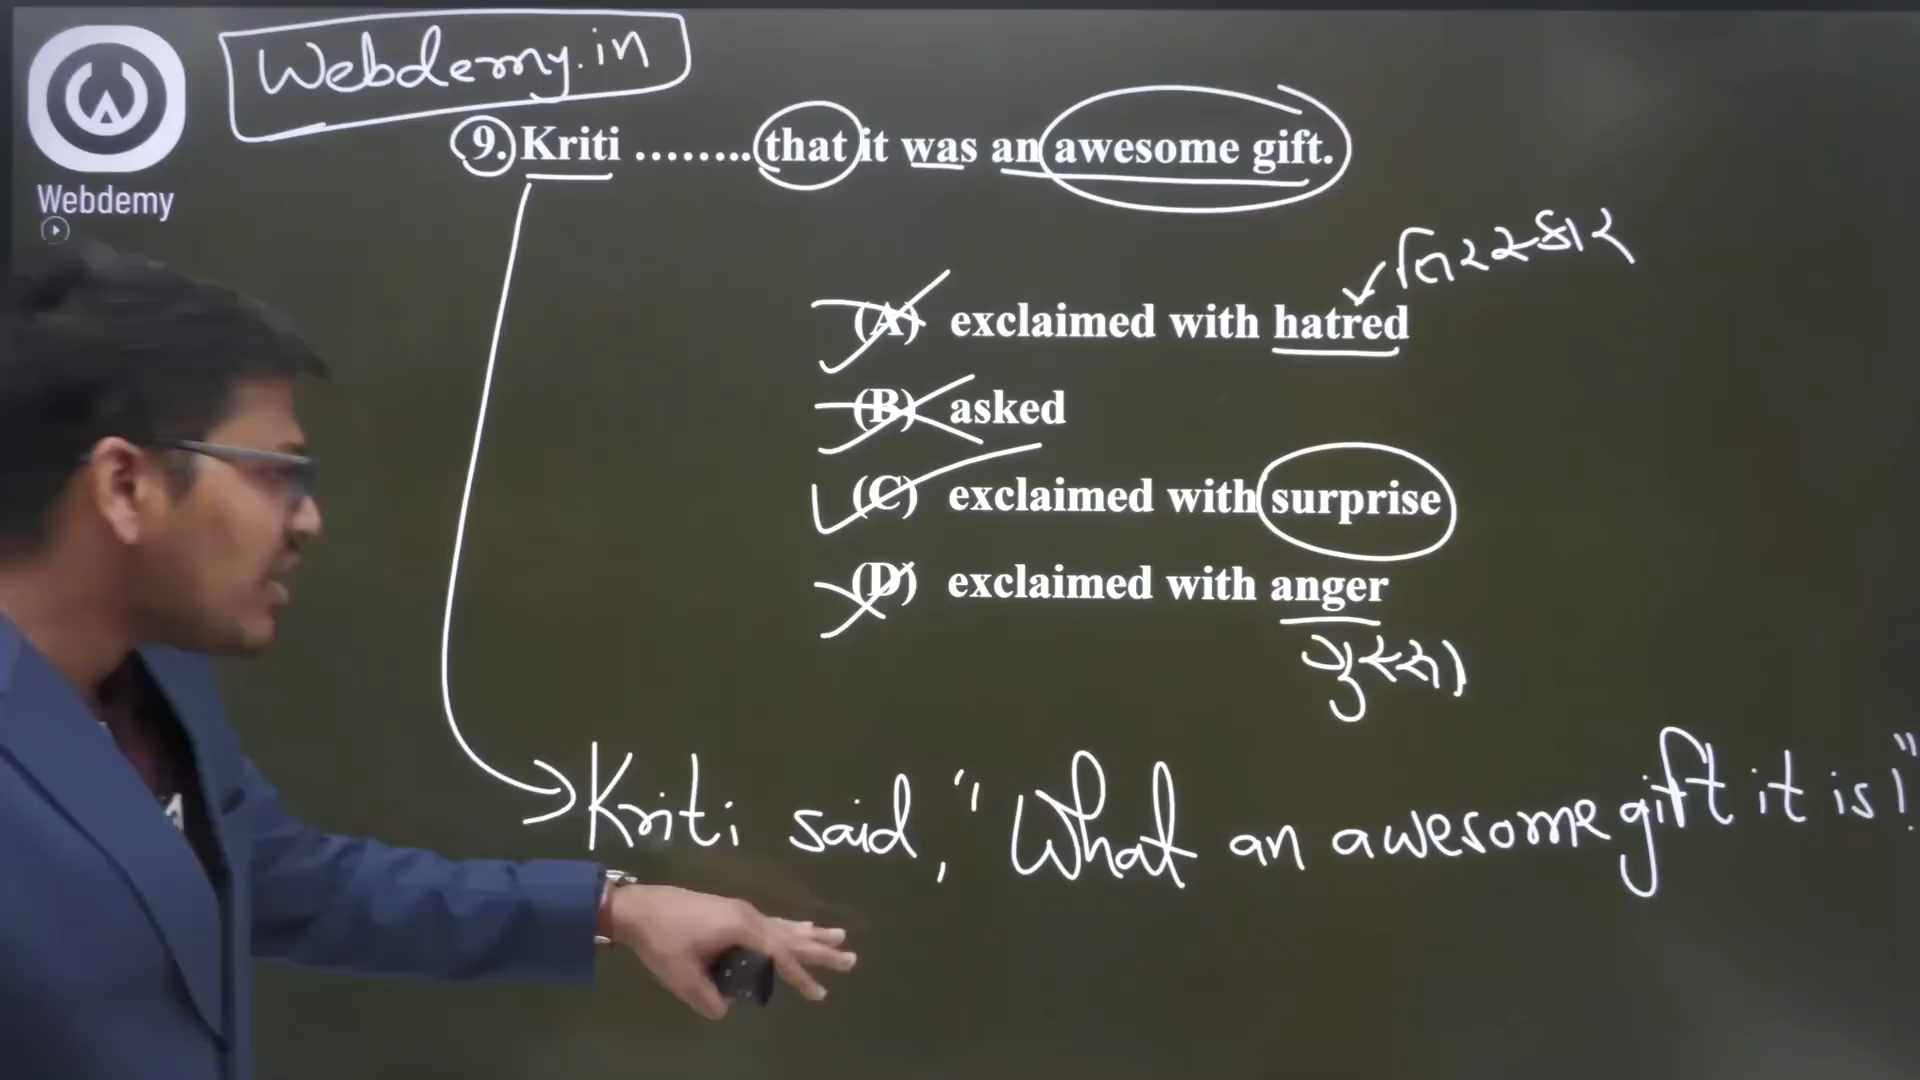 Webdemy.in
Webdemy
9. Kriti ........ that it was an awesome gift.
તિરસ્કાર
(A) exclaimed with hatred
(B) asked
(C) exclaimed with surprise
(D) exclaimed with anger
ગુસ્સો
Kriti said, "What an awesome gift it is!"